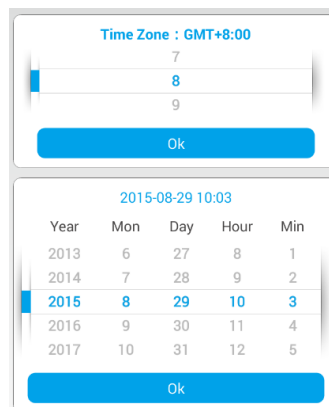 Time Zone：GMT+8:00
7
8
9
Ok
2015-08-29 10:03
Year Mon Day Hour Min
2013 6 27 8 1
2014 7 28 9 2
2015 8 29 10 3
2016 9 30 11 4
2017 10 31 12 5
Ok